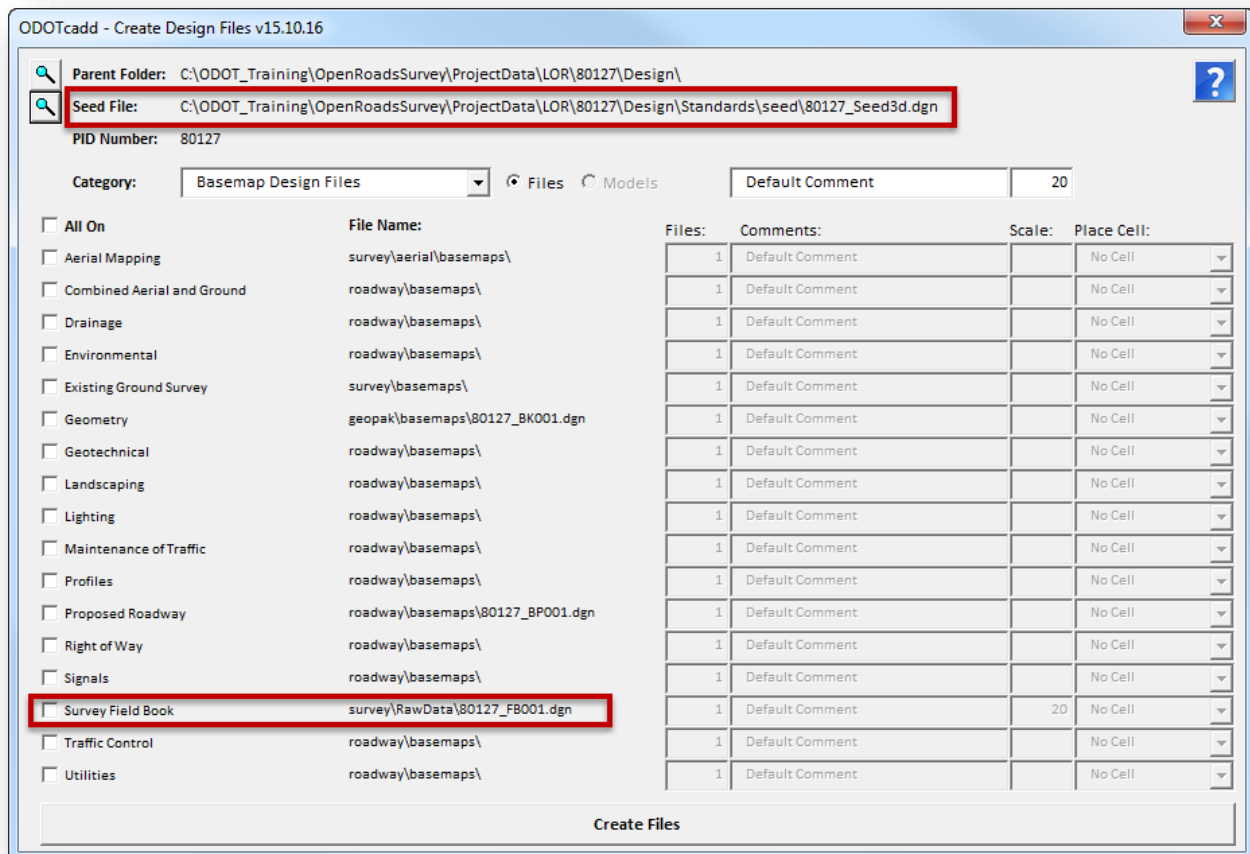 ODOTcadd - Create Design Files v15.10.16
x
Parent Folder: C:\ODOT_Training\OpenRoadsSurvey\ProjectData\LOR\80127\Design\
Seed File: C:\ODOT_Training\OpenRoadsSurvey\ProjectData\LOR\80127\Design\Standards\seed\80127_Seed3d.dgn
?
PID Number: 80127
Category: Basemap Design Files Files Models Default Comment 20
All On File Name: Files: Comments: Scale: Place Cell:
Aerial Mapping survey\aerial\basemaps\ 1 Default Comment No Cell
Combined Aerial and Ground roadway\basemaps\ 1 Default Comment No Cell
Drainage roadway\basemaps\ 1 Default Comment No Cell
Environmental roadway\basemaps\ 1 Default Comment No Cell
Existing Ground Survey survey\basemaps\ 1 Default Comment No Cell
Geometry geopak\basemaps\80127_BK001.dgn 1 Default Comment No Cell
Geotechnical roadway\basemaps\ 1 Default Comment No Cell
Landscaping roadway\basemaps\ 1 Default Comment No Cell
Lighting roadway\basemaps\ 1 Default Comment No Cell
Maintenance of Traffic roadway\basemaps\ 1 Default Comment No Cell
Profiles roadway\basemaps\ 1 Default Comment No Cell
Proposed Roadway roadway\basemaps\80127_BP001.dgn 1 Default Comment No Cell
Right of Way roadway\basemaps\ 1 Default Comment No Cell
Signals roadway\basemaps\ 1 Default Comment No Cell
Survey Field Book survey\RawData\80127_FB001.dgn 1 Default Comment 20 No Cell
Traffic Control roadway\basemaps\ 1 Default Comment No Cell
Utilities roadway\basemaps\ 1 Default Comment No Cell
Create Files